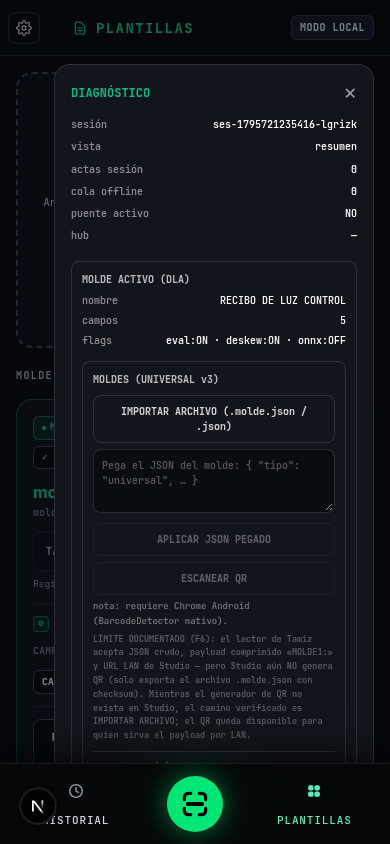 PLANTILLAS
MODO LOCAL
DIAGNÓSTICO
sesión ses-1795721235416-lgrizk
vista resumen
actas sesión 0
cola offline 0
puente activo NO
hub —
MOLDE ACTIVO (DLA)
nombre RECIBO DE LUZ CONTROL
campos 5
flags eval:ON · deskew:ON · onnx:OFF
MOLDES (UNIVERSAL v3)
IMPORTAR ARCHIVO (.molde.json /
.json)
Pega el JSON del molde: { "tipo":
"universal", … }
APLICAR JSON PEGADO
ESCANEAR QR
nota: requiere Chrome Android
(BarcodeDetector nativo).
LÍMITE DOCUMENTADO (F6): el lector de Tamiz
acepta JSON crudo, payload comprimido «MOLDE1:»
y URL LAN de Studio — pero Studio aún NO genera
QR (solo exporta el archivo .molde.json con
checksum). Mientras el generador de QR no
exista en Studio, el camino verificado es
IMPORTAR ARCHIVO; el QR queda disponible para
quien sirva el payload por LAN.
MOLDE
N
HISTORIAL
PLANTILLAS